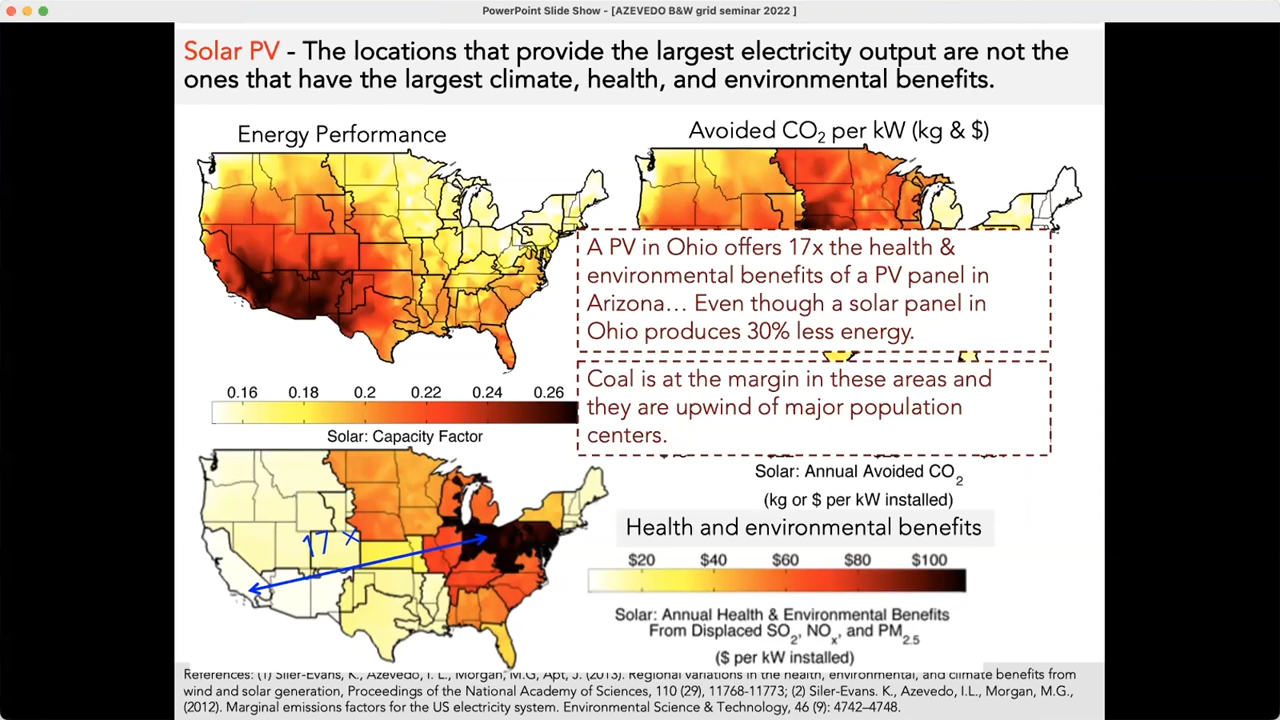 PowerPoint Slide Show - [AZEVEDO B&W grid seminar 2022 ]
Solar PV - The locations that provide the largest electricity output are not the
ones that have the largest climate, health, and environmental benefits.
Energy Performance
Avoided CO2 per kW (kg & $)
A PV in Ohio offers 17x the health &
environmental benefits of a PV panel in
Arizona... Even though a solar panel in
Ohio produces 30% less energy.
Coal is at the margin in these areas and
they are upwind of major population
centers.
0.16 0.18 0.2 0.22 0.24 0.26
Solar: Capacity Factor
Solar: Annual Avoided CO2
(kg or $ per kW installed)
17 x
Health and environmental benefits
$20 $40 $60 $80 $100
Solar: Annual Health & Environmental Benefits
From Displaced SO2, NOx, and PM2.5
($ per kW installed)
References: (1) Siler-Evans, K., Azevedo, I. L., Morgan, M.G, Apt, J. (2013). Regional variations in the health, environmental, and climate benefits from
wind and solar generation, Proceedings of the National Academy of Sciences, 110 (29), 11768-11773; (2) Siler-Evans. K., Azevedo, I.L., Morgan, M.G.,
(2012). Marginal emissions factors for the US electricity system. Environmental Science & Technology, 46 (9): 4742–4748.